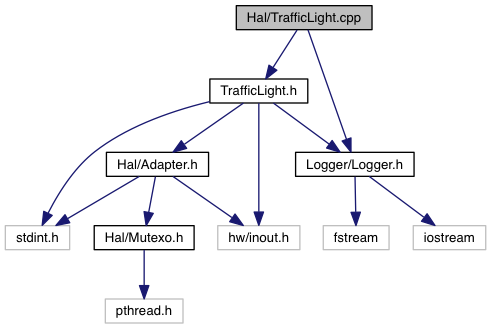 Hal/TrafficLight.cpp
TrafficLight.h
Hal/Adapter.h
Logger/Logger.h
stdint.h
Hal/Mutexo.h
hw/inout.h
fstream
iostream
pthread.h